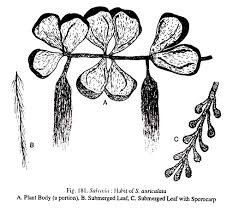 A
B
C
Fig. 181. Salvinia : Habit of S. auriculata
A. Plant Body (a portion), B. Submerged Leaf, C. Submerged Leaf with Sporocarp